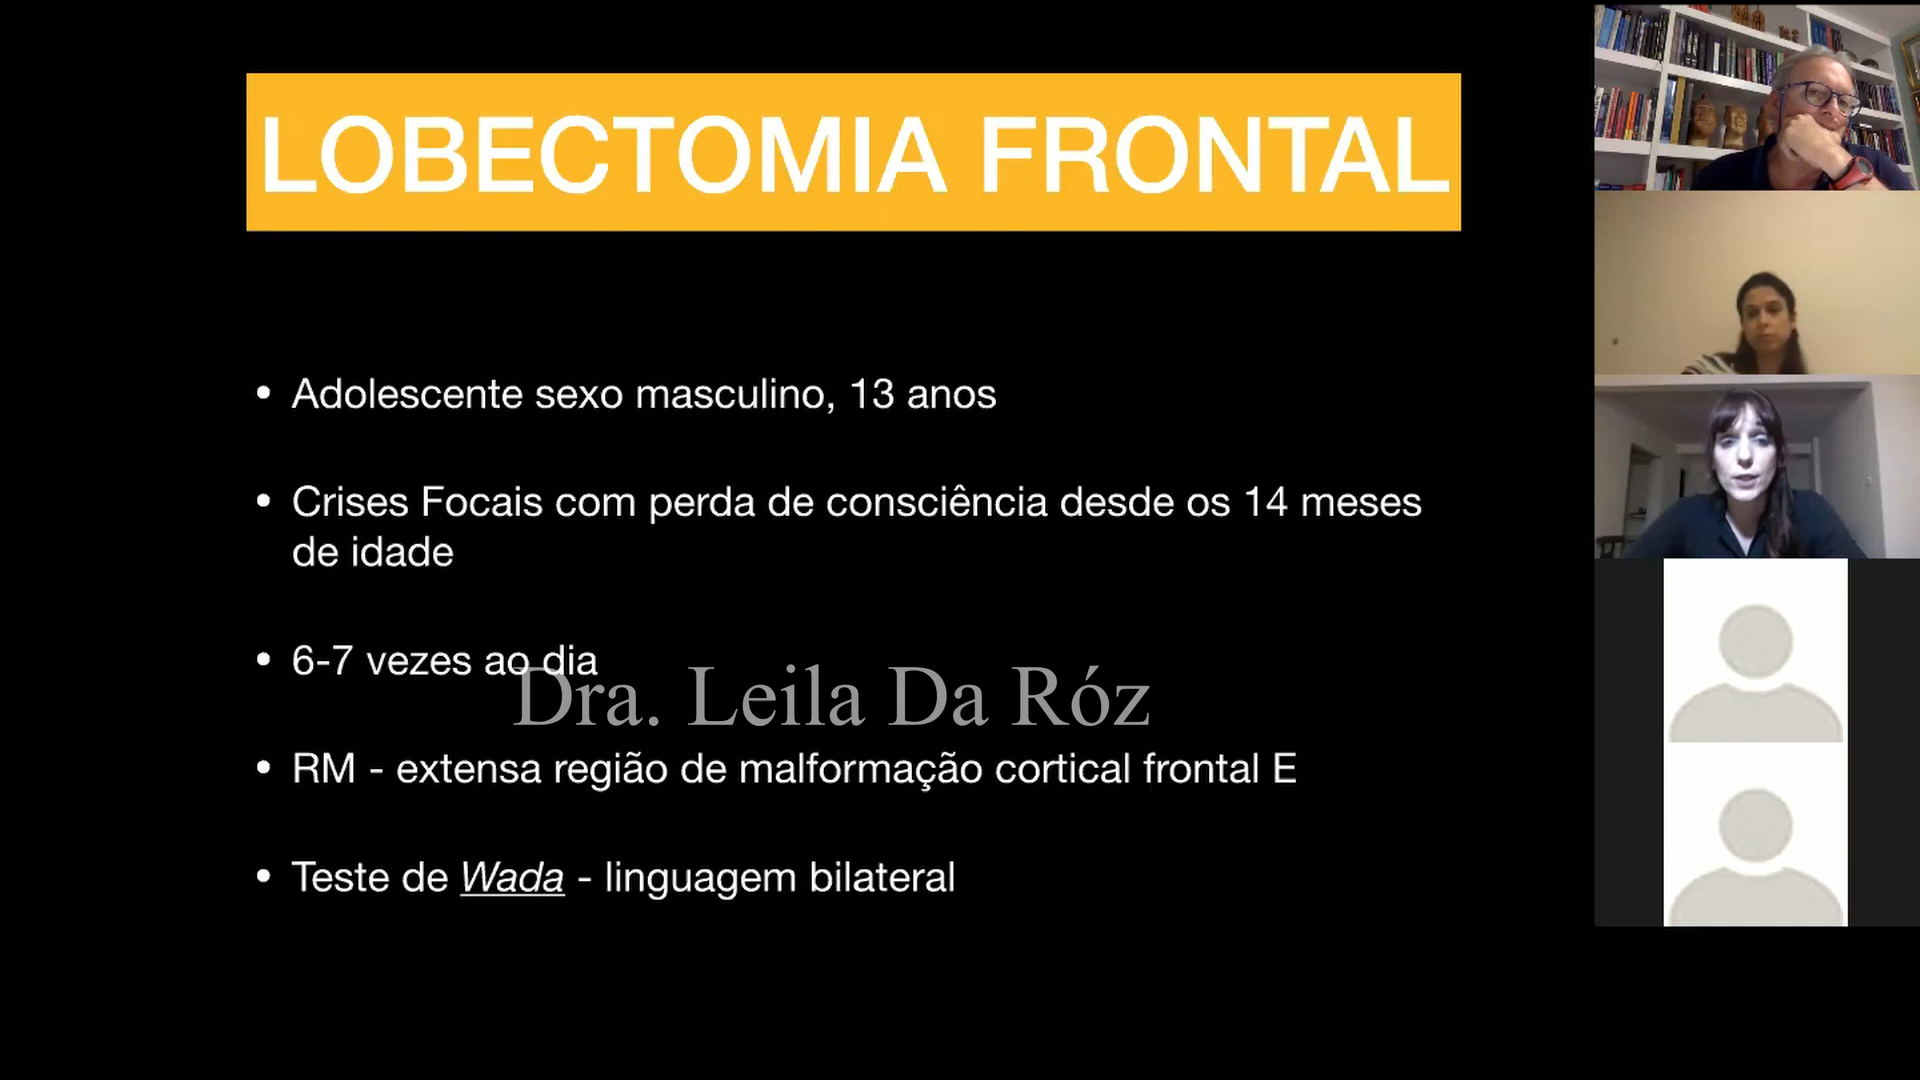 LOBECTOMIA FRONTAL
• Adolescente sexo masculino, 13 anos
• Crises Focais com perda de consciência desde os 14 meses
de idade
• 6-7 vezes ao dia
Dra. Leila Da Róz
• RM - extensa região de malformação cortical frontal E
• Teste de Wada - linguagem bilateral